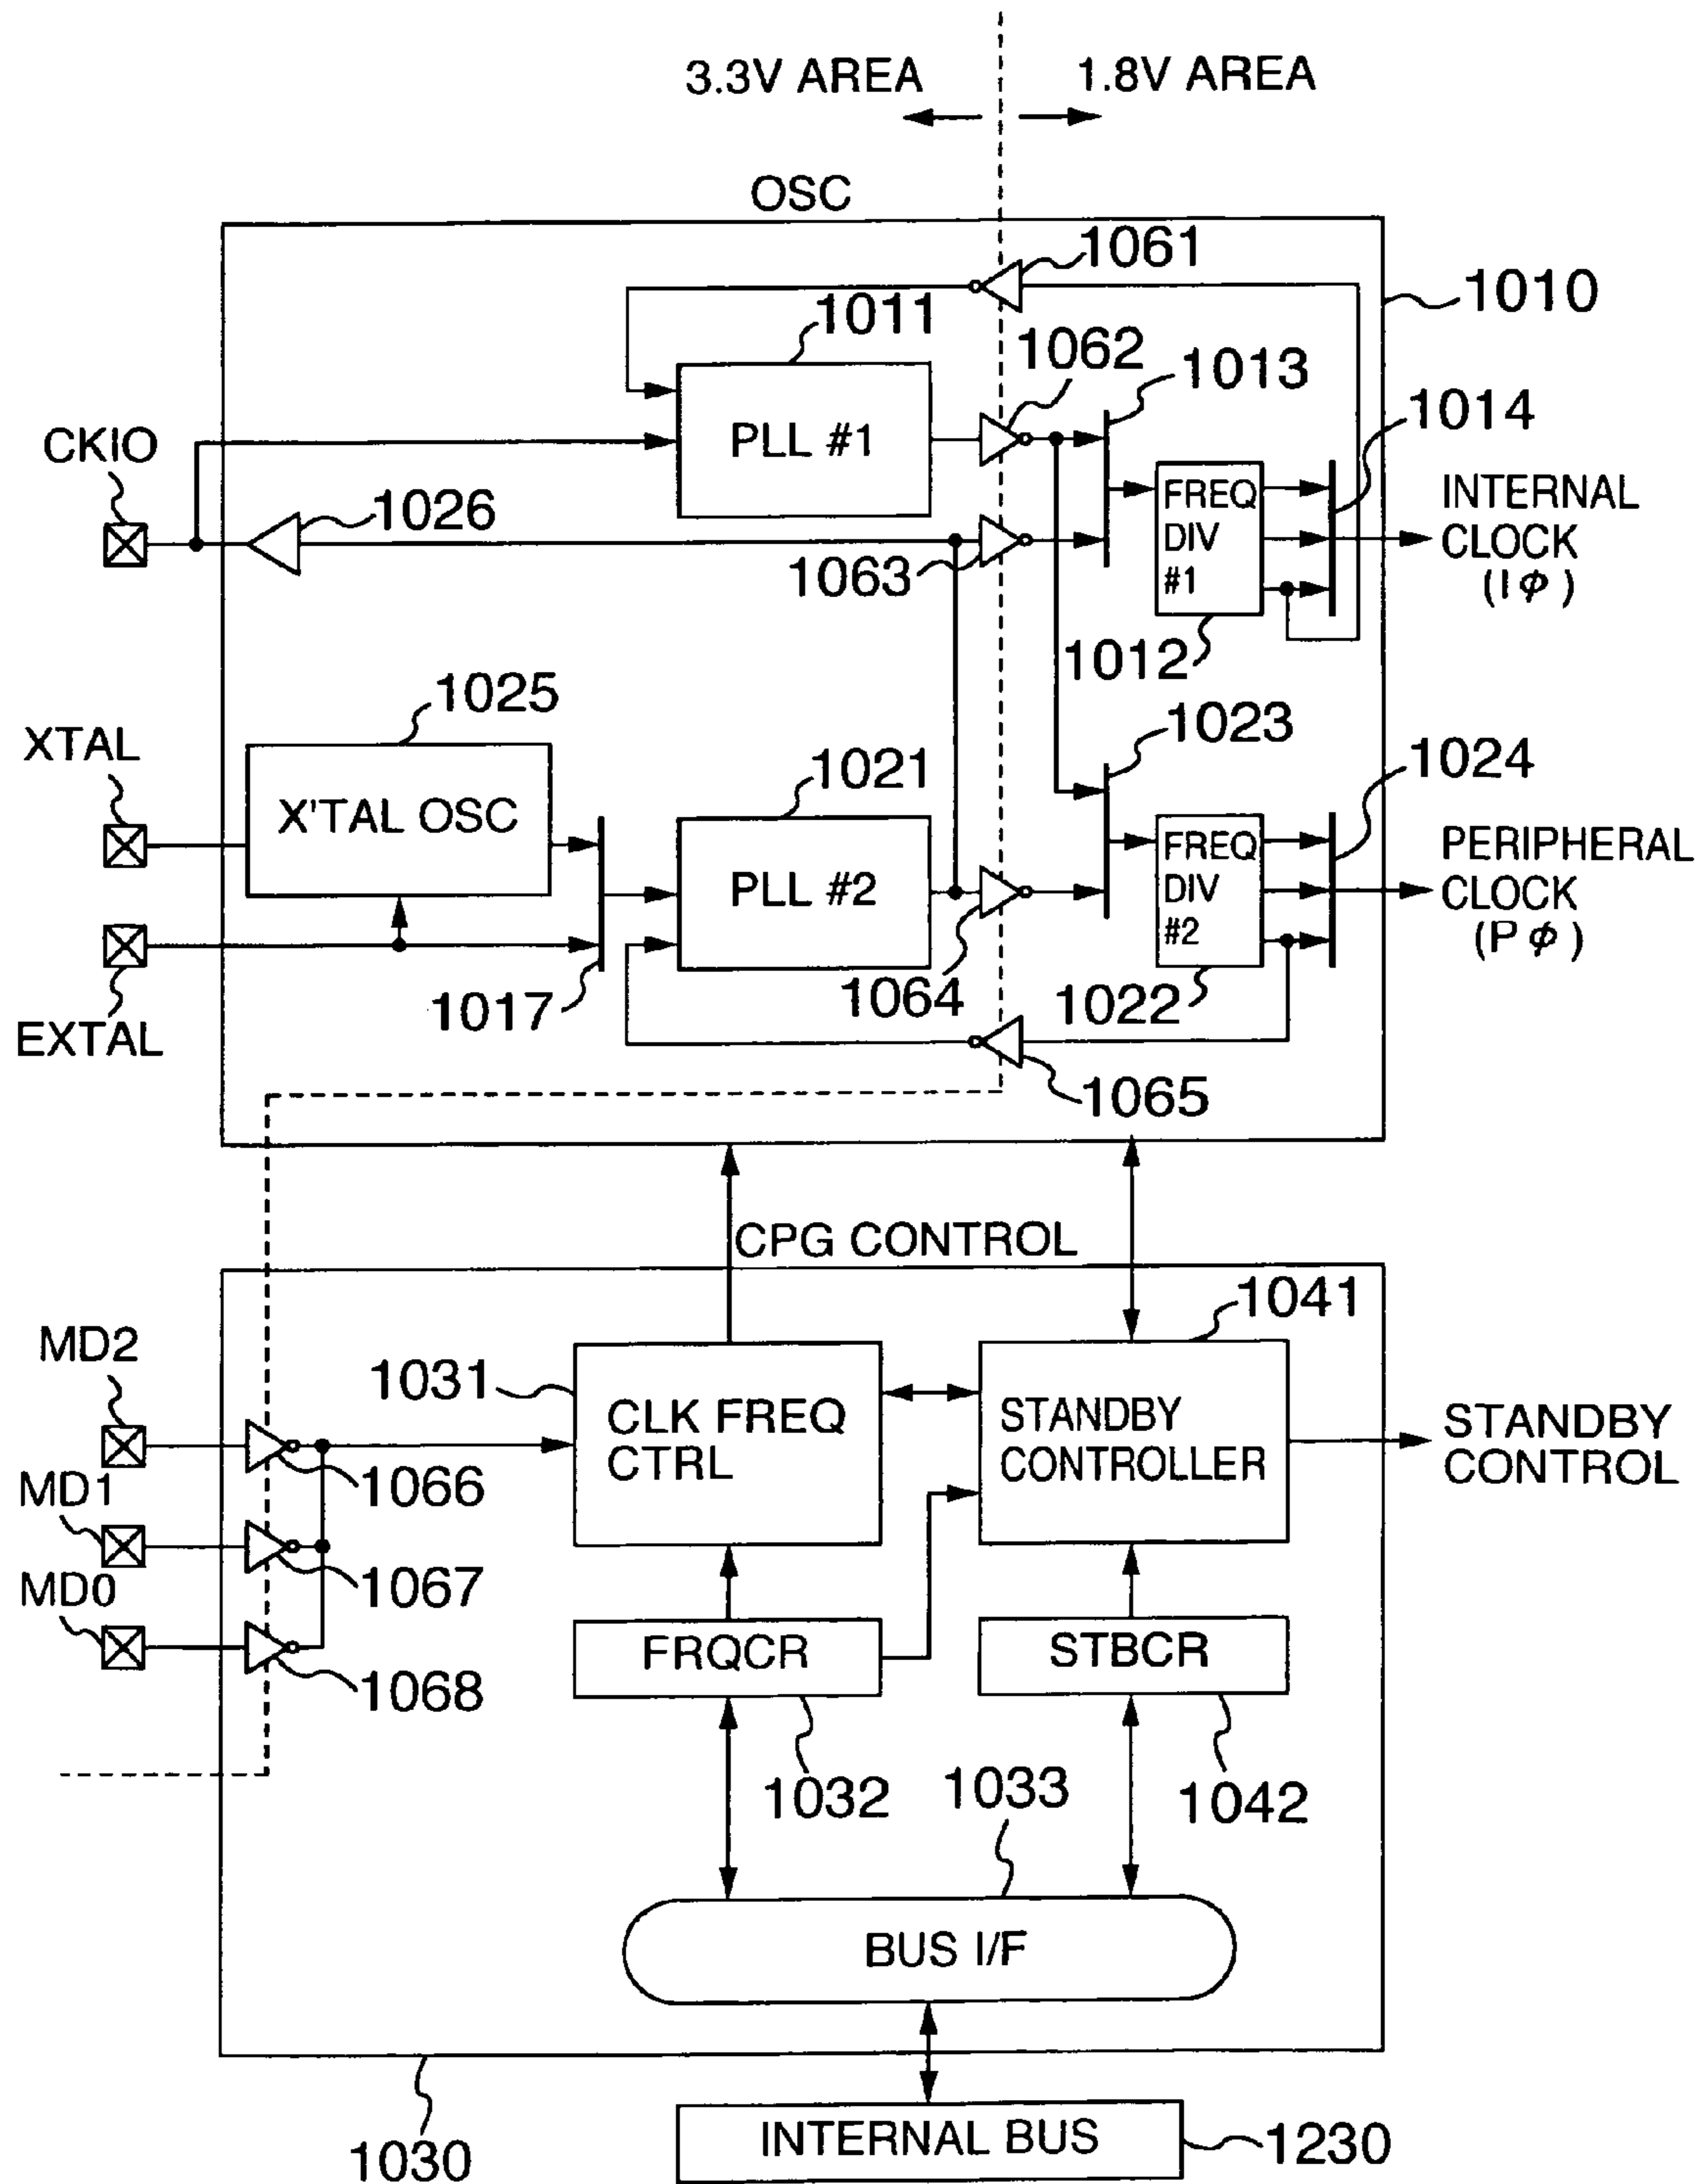 3.3V AREA
1.8V AREA
OSC
1061
1010
1011
1062
1013
1014
CKIO
PLL #1
1026
FREQ
DIV
#1
INTERNAL
CLOCK
(Iϕ)
1063
1012
1025
1023
XTAL
1021
1024
X'TAL OSC
PLL #2
FREQ
DIV
#2
PERIPHERAL
CLOCK
(Pϕ)
1017
1064
1022
EXTAL
1065
CPG CONTROL
1041
MD2
1031
CLK FREQ
CTRL
STANDBY
CONTROLLER
STANDBY
CONTROL
1066
MD1
1067
MD0
FRQCR
STBCR
1068
1032
1033
1042
BUS I/F
1030
INTERNAL BUS
1230